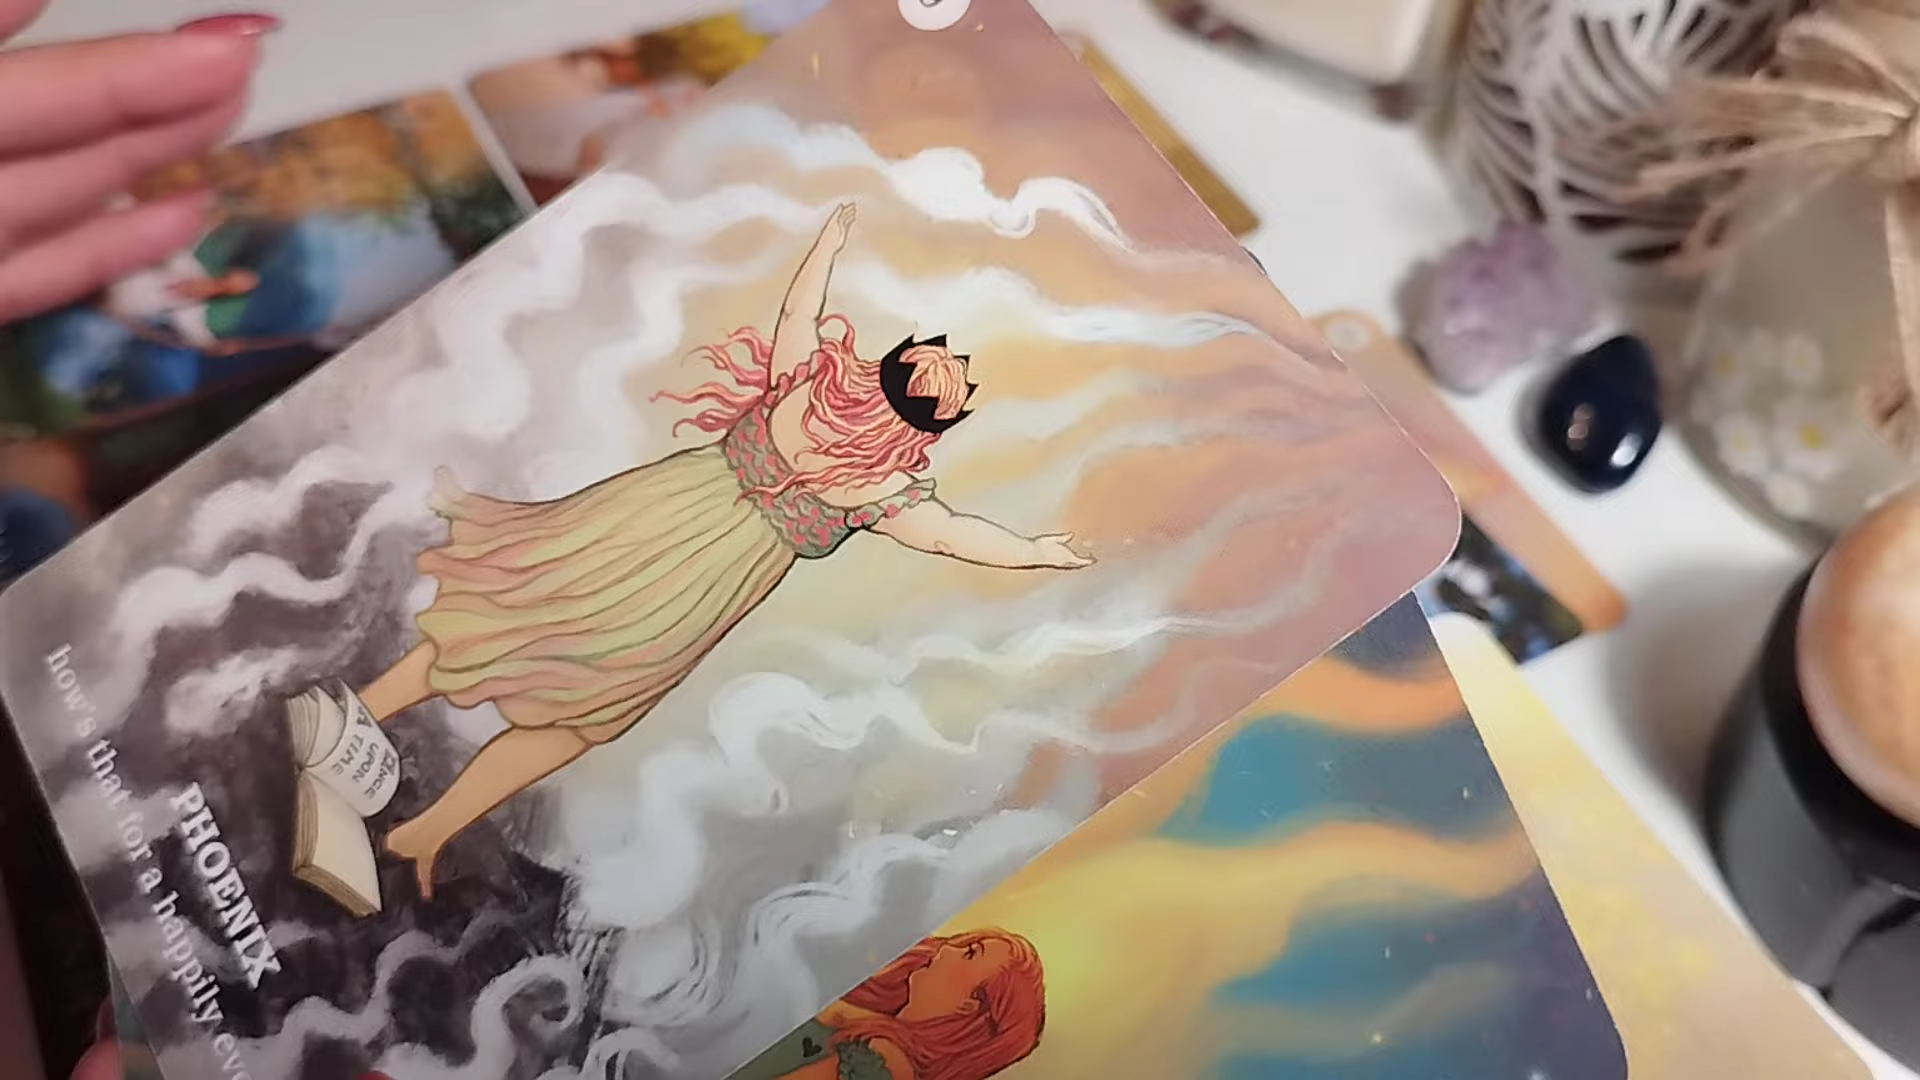 ONCE
UPON
A TIME
PHOENIX
how's that for a happily